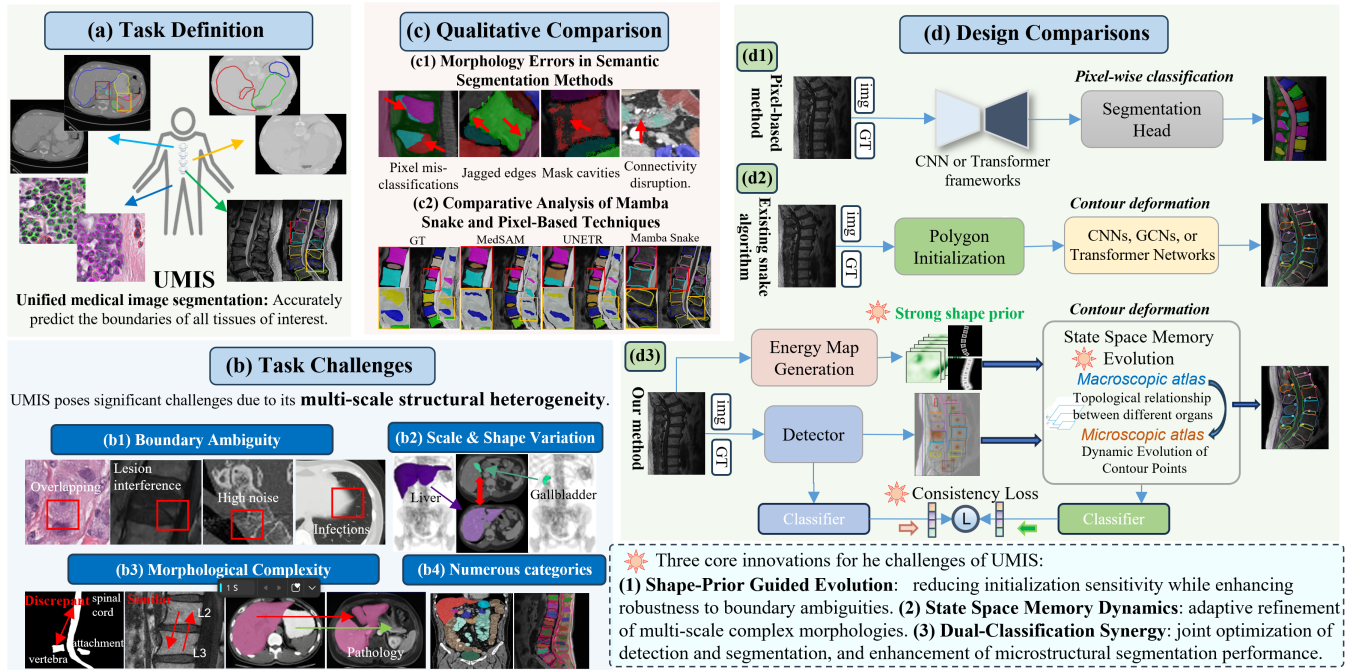 (a) Task Definition
UMIS
Unified medical image segmentation: Accurately
predict the boundaries of all tissues of interest.
(b) Task Challenges
UMIS poses significant challenges due to its multi-scale structural heterogeneity.
(b1) Boundary Ambiguity
Overlapping
Lesion
interference
High noise
Infections
(b2) Scale & Shape Variation
Liver
Gallbladder
(b3) Morphological Complexity
1 S
Discrepant
spinal
cord
attachment
vertebra
Similar
L2
L3
Pathology
(b4) Numerous categories
(c) Qualitative Comparison
(c1) Morphology Errors in Semantic
Segmentation Methods
Pixel mis-
classifications
Jagged edges
Mask cavities
Connectivity
disruption.
(c2) Comparative Analysis of Mamba
Snake and Pixel-Based Techniques
GT
MedSAM
UNETR
Mamba Snake
(d) Design Comparisons
(d1)
Pixel-based
method
img
GT
CNN or Transformer
frameworks
Pixel-wise classification
Segmentation
Head
(d2)
Existing snake
algorithm
img
GT
Polygon
Initialization
Contour deformation
CNNs, GCNs, or
Transformer Networks
(d3)
Our method
img
GT
Energy Map
Generation
Strong shape prior
Detector
Contour deformation
State Space Memory
Evolution
Macroscopic atlas
Topological relationship
between different organs
Microscopic atlas
Dynamic Evolution of
Contour Points
Classifier
Consistency Loss
L
Classifier
Three core innovations for he challenges of UMIS:
(1) Shape-Prior Guided Evolution: reducing initialization sensitivity while enhancing
robustness to boundary ambiguities. (2) State Space Memory Dynamics: adaptive refinement
of multi-scale complex morphologies. (3) Dual-Classification Synergy: joint optimization of
detection and segmentation, and enhancement of microstructural segmentation performance.